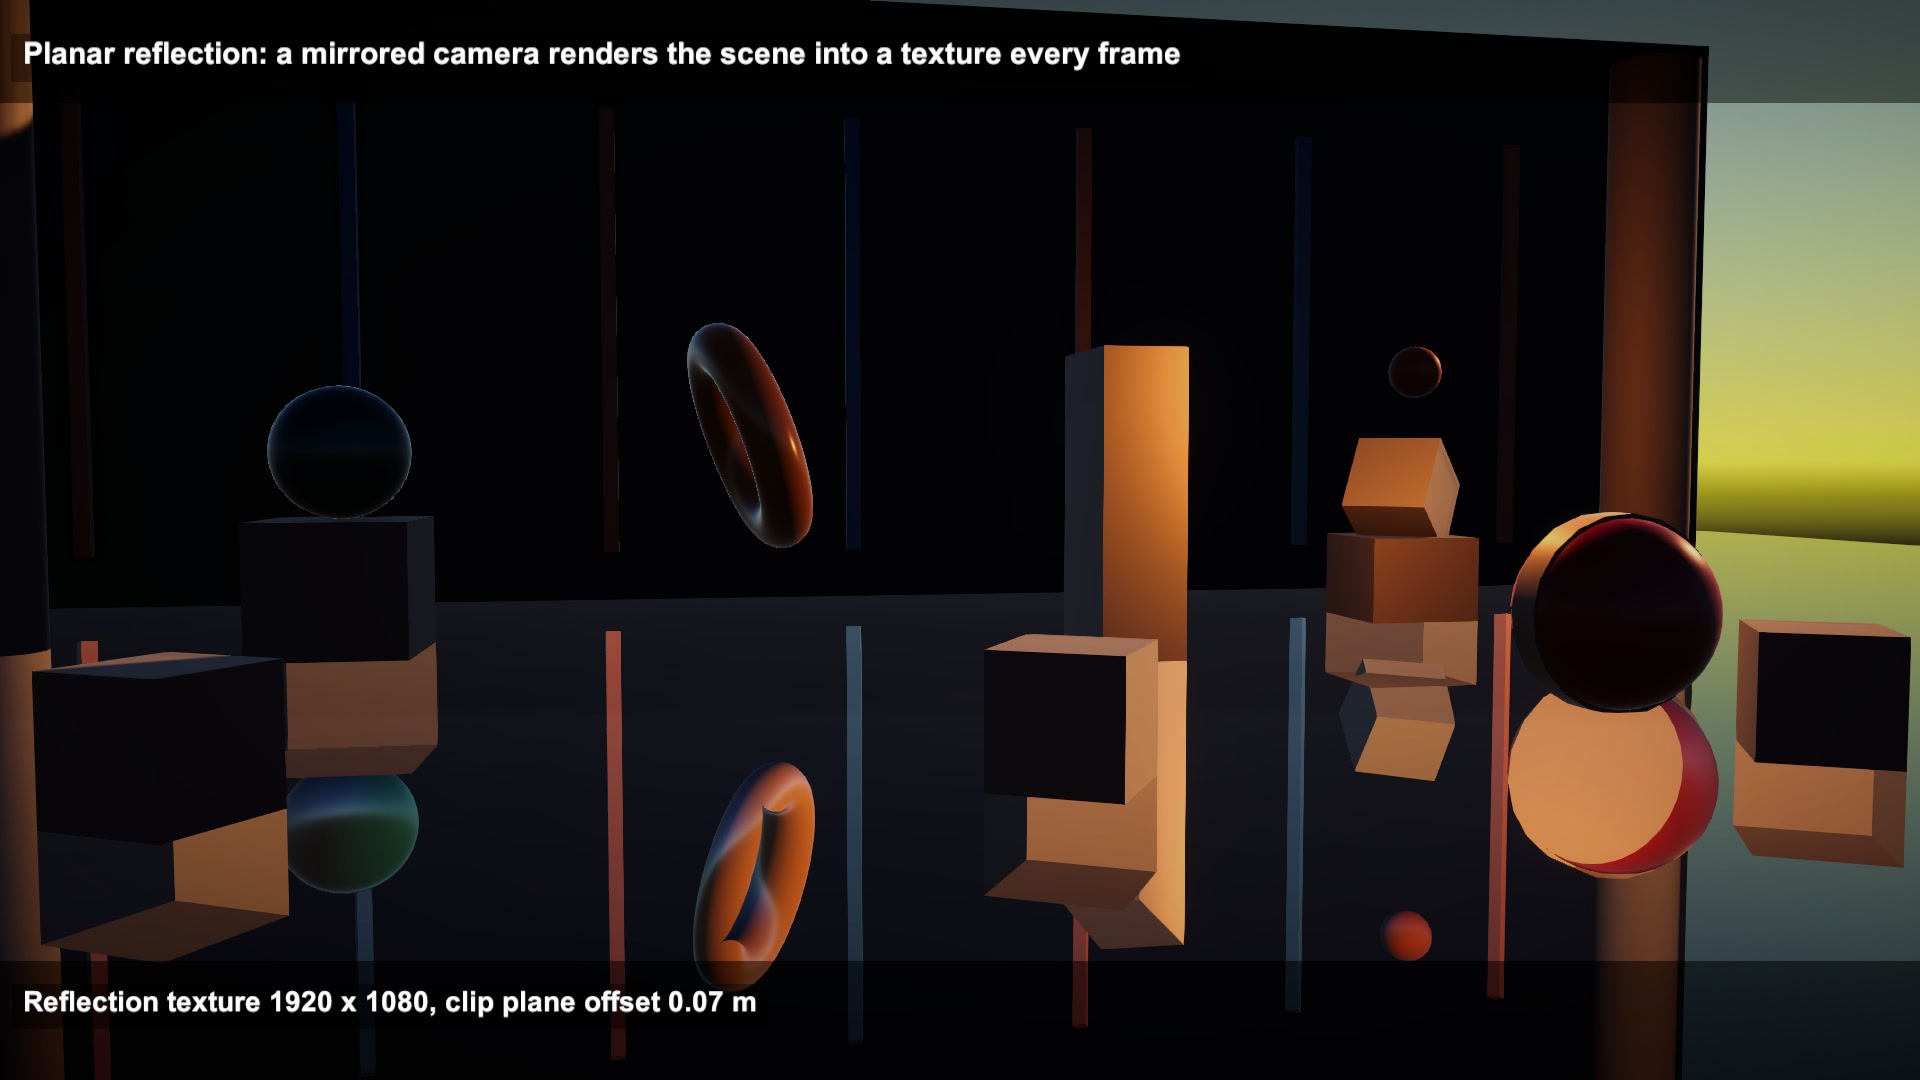 Planar reflection: a mirrored camera renders the scene into a texture every frame
Reflection texture 1920 x 1080, clip plane offset 0.07 m